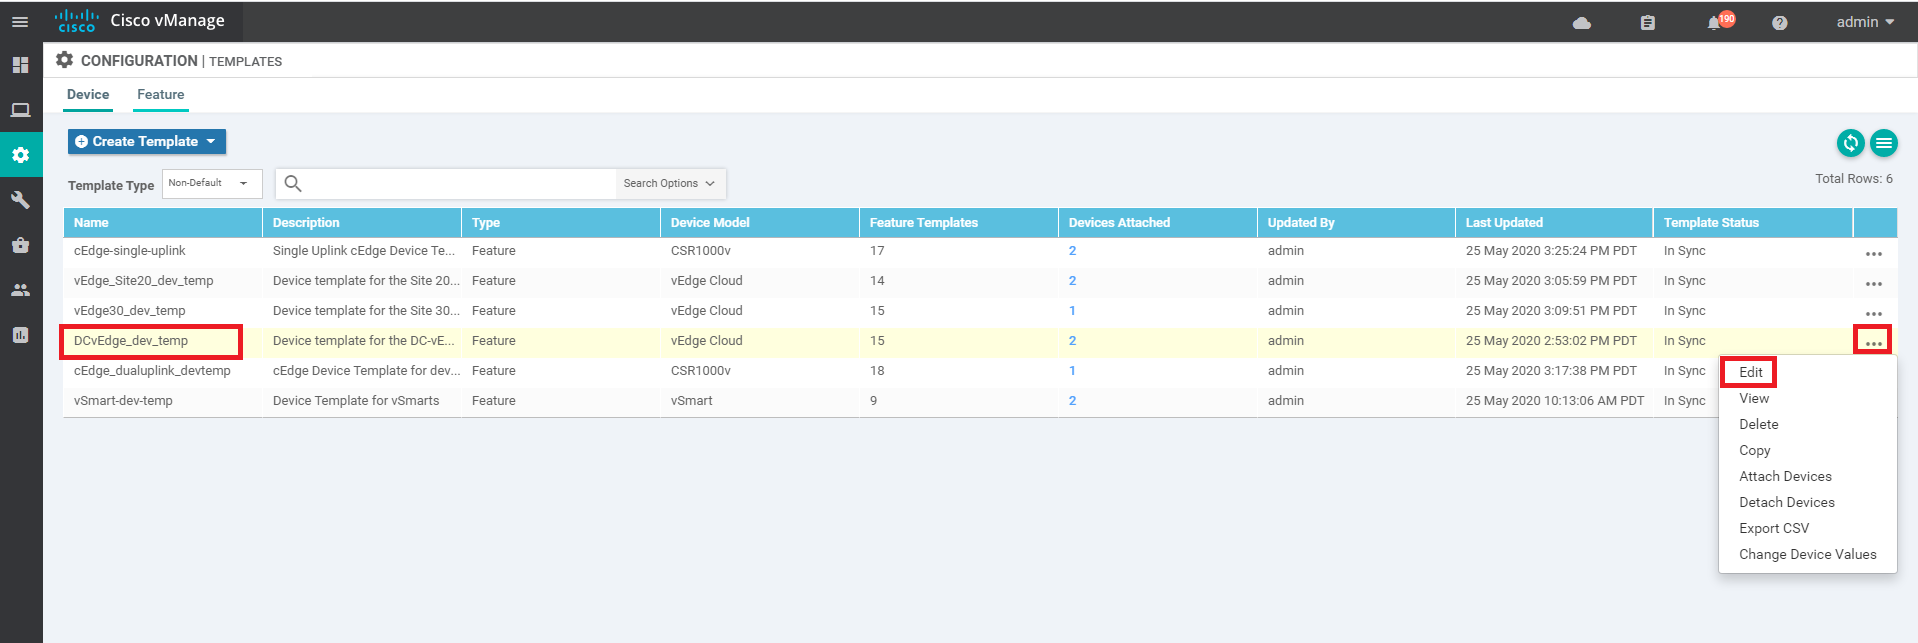 cisco Cisco vManage 190 admin
CONFIGURATION | TEMPLATES
Device Feature
Create Template
Template Type Non-Default Search Options Total Rows: 6
Name Description Type Device Model Feature Templates Devices Attached Updated By Last Updated Template Status
cEdge-single-uplink Single Uplink cEdge Device Te... Feature CSR1000v 17 2 admin 25 May 2020 3:25:24 PM PDT In Sync ...
vEdge_Site20_dev_temp Device template for the Site 20... Feature vEdge Cloud 14 2 admin 25 May 2020 3:05:59 PM PDT In Sync ...
vEdge30_dev_temp Device template for the Site 30... Feature vEdge Cloud 15 1 admin 25 May 2020 3:09:51 PM PDT In Sync ...
DCvEdge_dev_temp Device template for the DC-vE... Feature vEdge Cloud 15 2 admin 25 May 2020 2:53:02 PM PDT In Sync ...
cEdge_dualuplink_devtemp cEdge Device Template for dev... Feature CSR1000v 18 1 admin 25 May 2020 3:17:38 PM PDT In Sync
vSmart-dev-temp Device Template for vSmarts Feature vSmart 9 2 admin 25 May 2020 10:13:06 AM PDT In Sync
Edit
View
Delete
Copy
Attach Devices
Detach Devices
Export CSV
Change Device Values